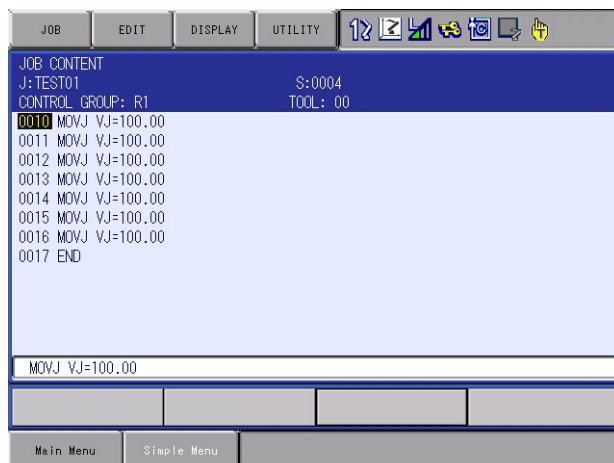 JOB EDIT DISPLAY UTILITY
JOB CONTENT
J:TEST01 S:0004
CONTROL GROUP: R1 TOOL: 00
0010 MOVJ VJ=100.00
0011 MOVJ VJ=100.00
0012 MOVJ VJ=100.00
0013 MOVJ VJ=100.00
0014 MOVJ VJ=100.00
0015 MOVJ VJ=100.00
0016 MOVJ VJ=100.00
0017 END
MOVJ VJ=100.00
Main Menu Simple Menu